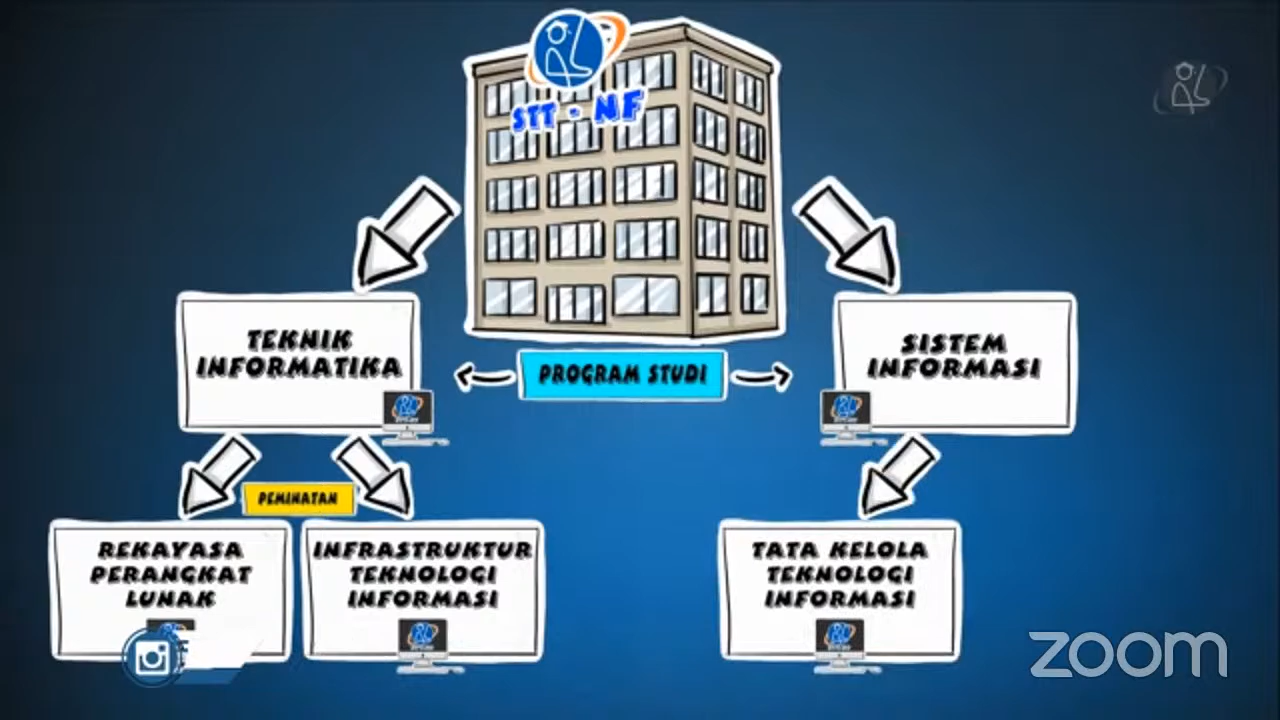 STT - NF
TEKNIK
INFORMATIKA
PROGRAM STUDI
SISTEM
INFORMASI
PEMINATAN
REKAYASA
PERANGKAT
LUNAK
INFRASTRUKTUR
TEKNOLOGI
INFORMASI
TATA KELOLA
TEKNOLOGI
INFORMASI
zoom